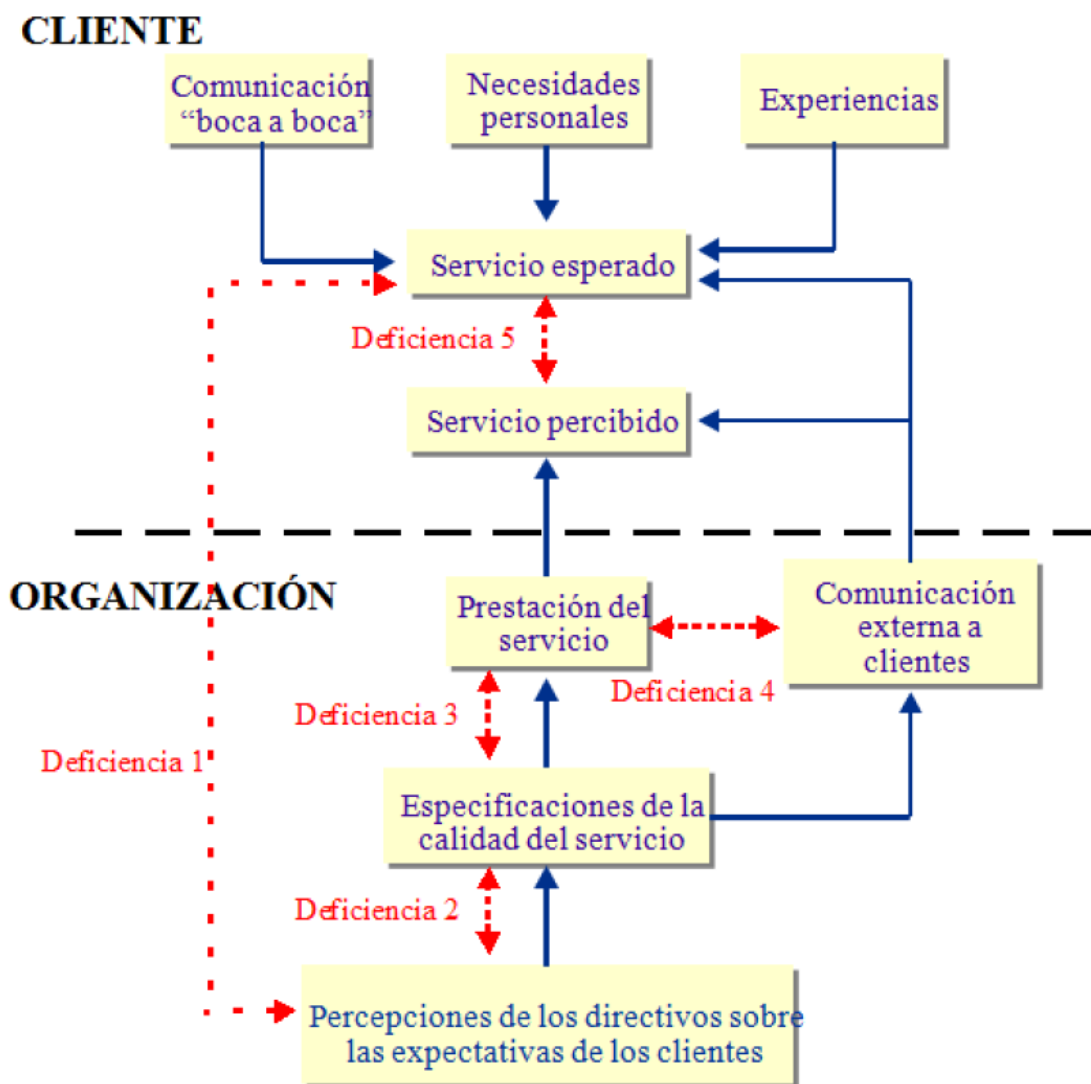 CLIENTE
Comunicación
“boca a boca”
Necesidades
personales
Experiencias
Servicio esperado
Deficiencia 5
Servicio percibido
ORGANIZACIÓN
Prestación del
servicio
Comunicación
externa a
clientes
Deficiencia 4
Deficiencia 3
Deficiencia 1
Especificaciones de la
calidad del servicio
Deficiencia 2
Percepciones de los directivos sobre
las expectativas de los clientes